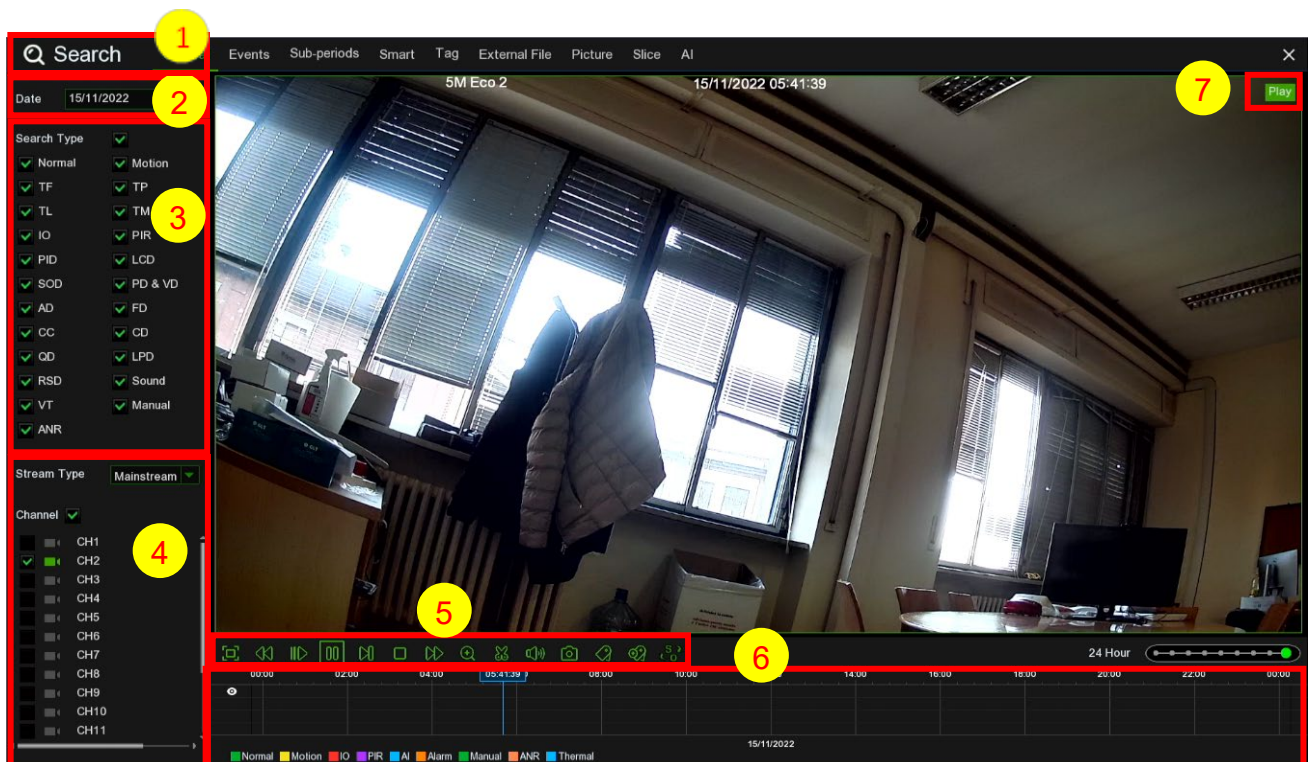 Search
1
Events Sub-periods Smart Tag External File Picture Slice AI
Date 15/11/2022
2
5M Eco 2 15/11/2022 05:41:39
7
Play
Search Type
Normal Motion
TF TP
TL TM
3
IO PIR
PID LCD
SOD PD & VD
AD FD
CC CD
QD LPD
RSD Sound
VT Manual
ANR
Stream Type Mainstream
Channel
4
CH1
CH2
CH3
CH4
CH5
CH6
CH7
CH8
CH9
CH10
CH11
5
6
24 Hour
00:00 02:00 04:00 05:41:39 08:00 10:00 14:00 16:00 18:00 20:00 22:00 00:00
15/11/2022
Normal Motion IO PIR AI Alarm Manual ANR Thermal